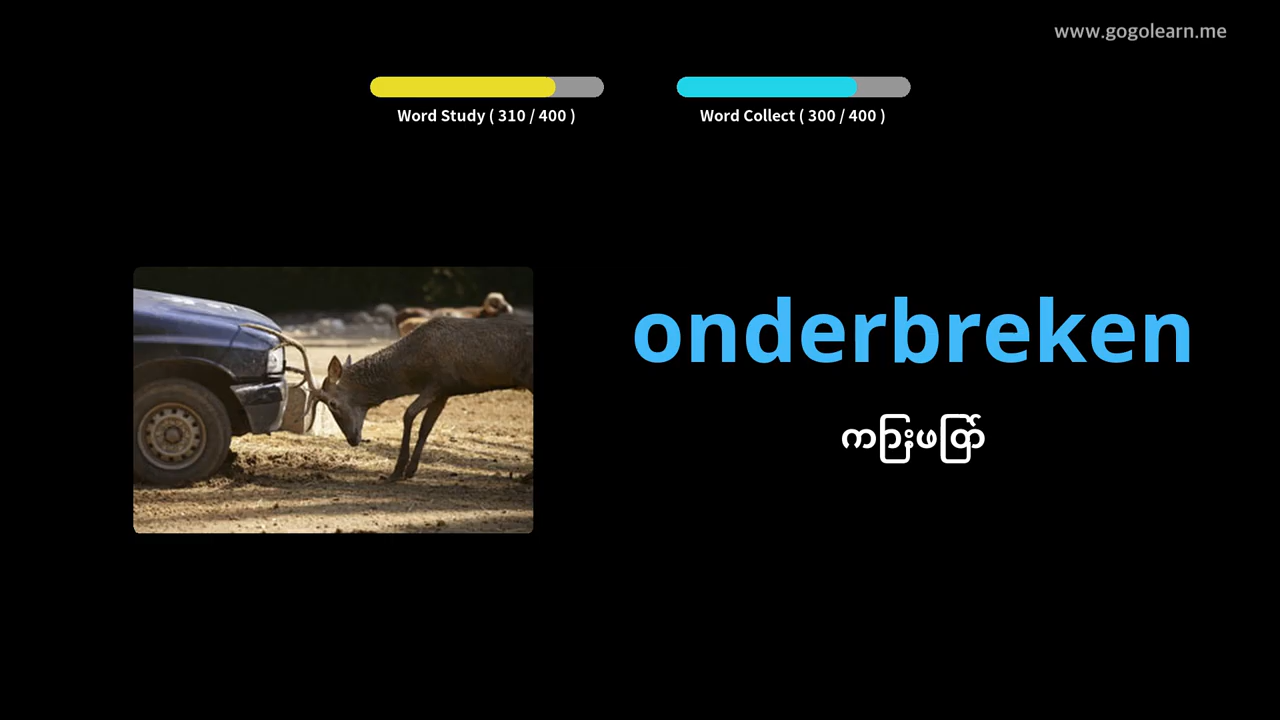 www.gogolearn.me
Word Study ( 310 / 400 )
Word Collect ( 300 / 400 )
onderbreken
ကြားဖြတ်